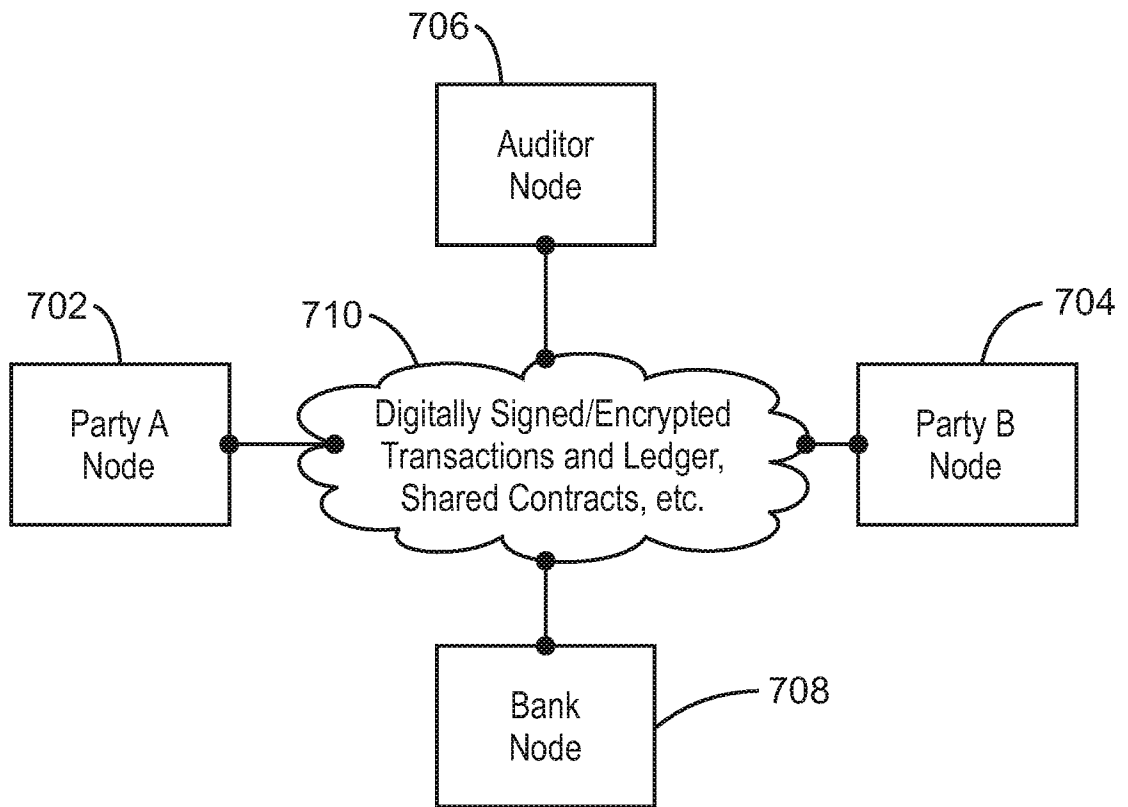 706
Auditor
Node
702
710
704
Party A
Node
Digitally Signed/Encrypted
Transactions and Ledger,
Shared Contracts, etc.
Party B
Node
Bank
Node
708